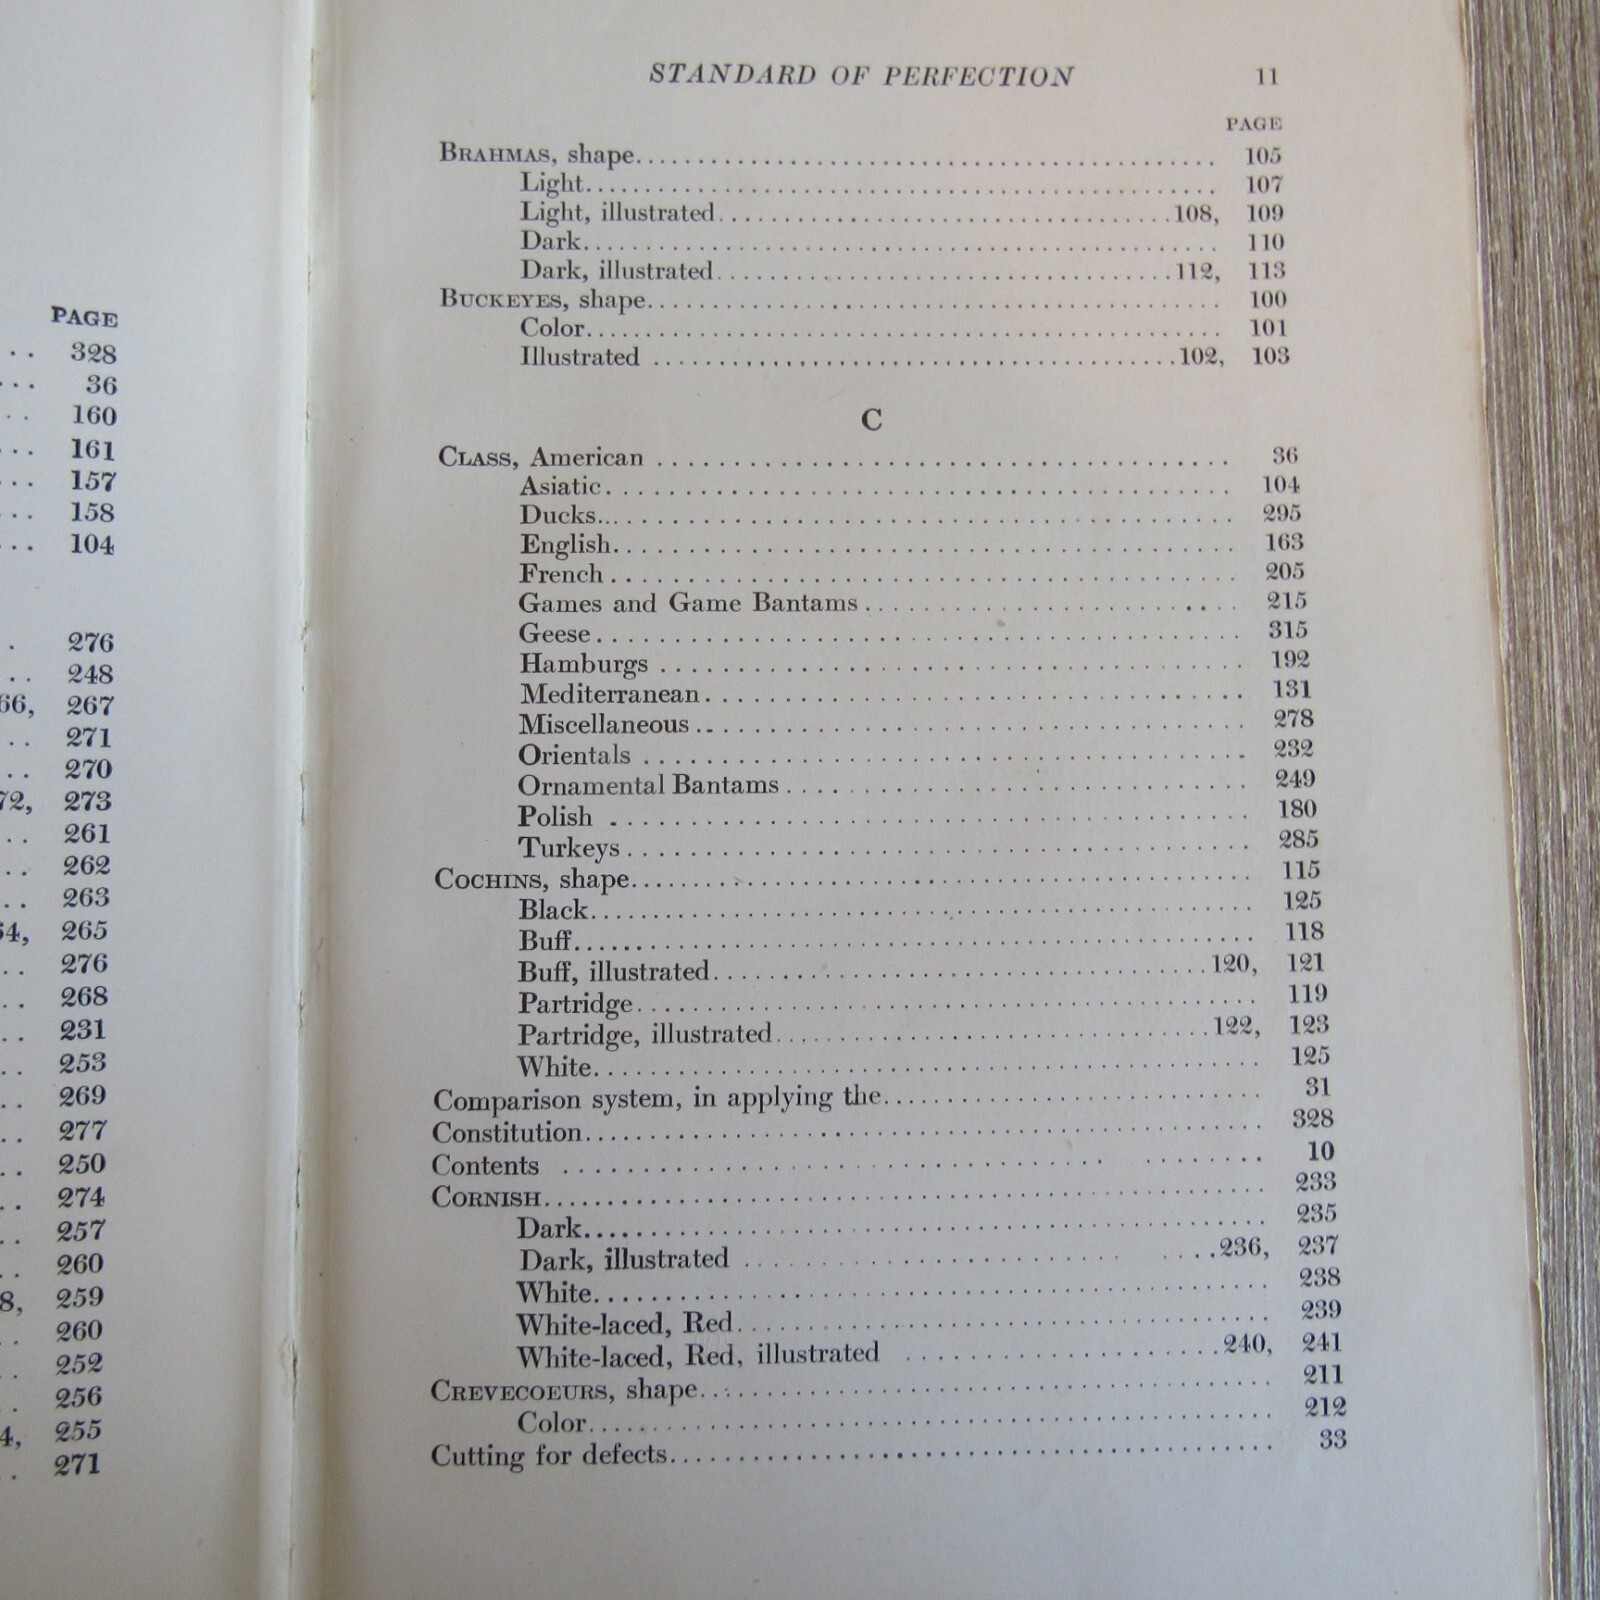 PAGE
.. 328
... 36
.. 160
... 161
... 157
... 158
... 104
. 276
.. 248
66, 267
.. 271
.. 270
72, 273
.. 261
.. 262
.. 263
64, 265
.. 276
.. 268
.. 231
.. 253
.. 269
.. 277
.. 250
.. 274
.. 257
.. 260
8, 259
.. 260
.. 252
. 256
4, 255
.. 271
STANDARD OF PERFECTION 11
PAGE
BRAHMAS, shape........ 105
Light........ 107
Light, illustrated........108, 109
Dark........ 110
Dark, illustrated........112, 113
BUCKEYES, shape........ 100
Color........ 101
Illustrated ........102, 103
C
CLASS, American ........ 36
Asiatic........ 104
Ducks........ 295
English........ 163
French........ 205
Games and Game Bantams........ 215
Geese........ 315
Hamburgs ........ 192
Mediterranean........ 131
Miscellaneous........ 278
Orientals ........ 232
Ornamental Bantams........ 249
Polish ........ 180
Turkeys........ 285
COCHINS, shape........ 115
Black........ 125
Buff........ 118
Buff, illustrated........120, 121
Partridge........ 119
Partridge, illustrated........122, 123
White........ 125
Comparison system, in applying the........ 31
Constitution........ 328
Contents ........ 10
CORNISH........ 233
Dark........ 235
Dark, illustrated ........236, 237
White........ 238
White-laced, Red........ 239
White-laced, Red, illustrated ........240, 241
CREVECOEURS, shape........ 211
Color........ 212
Cutting for defects........ 33